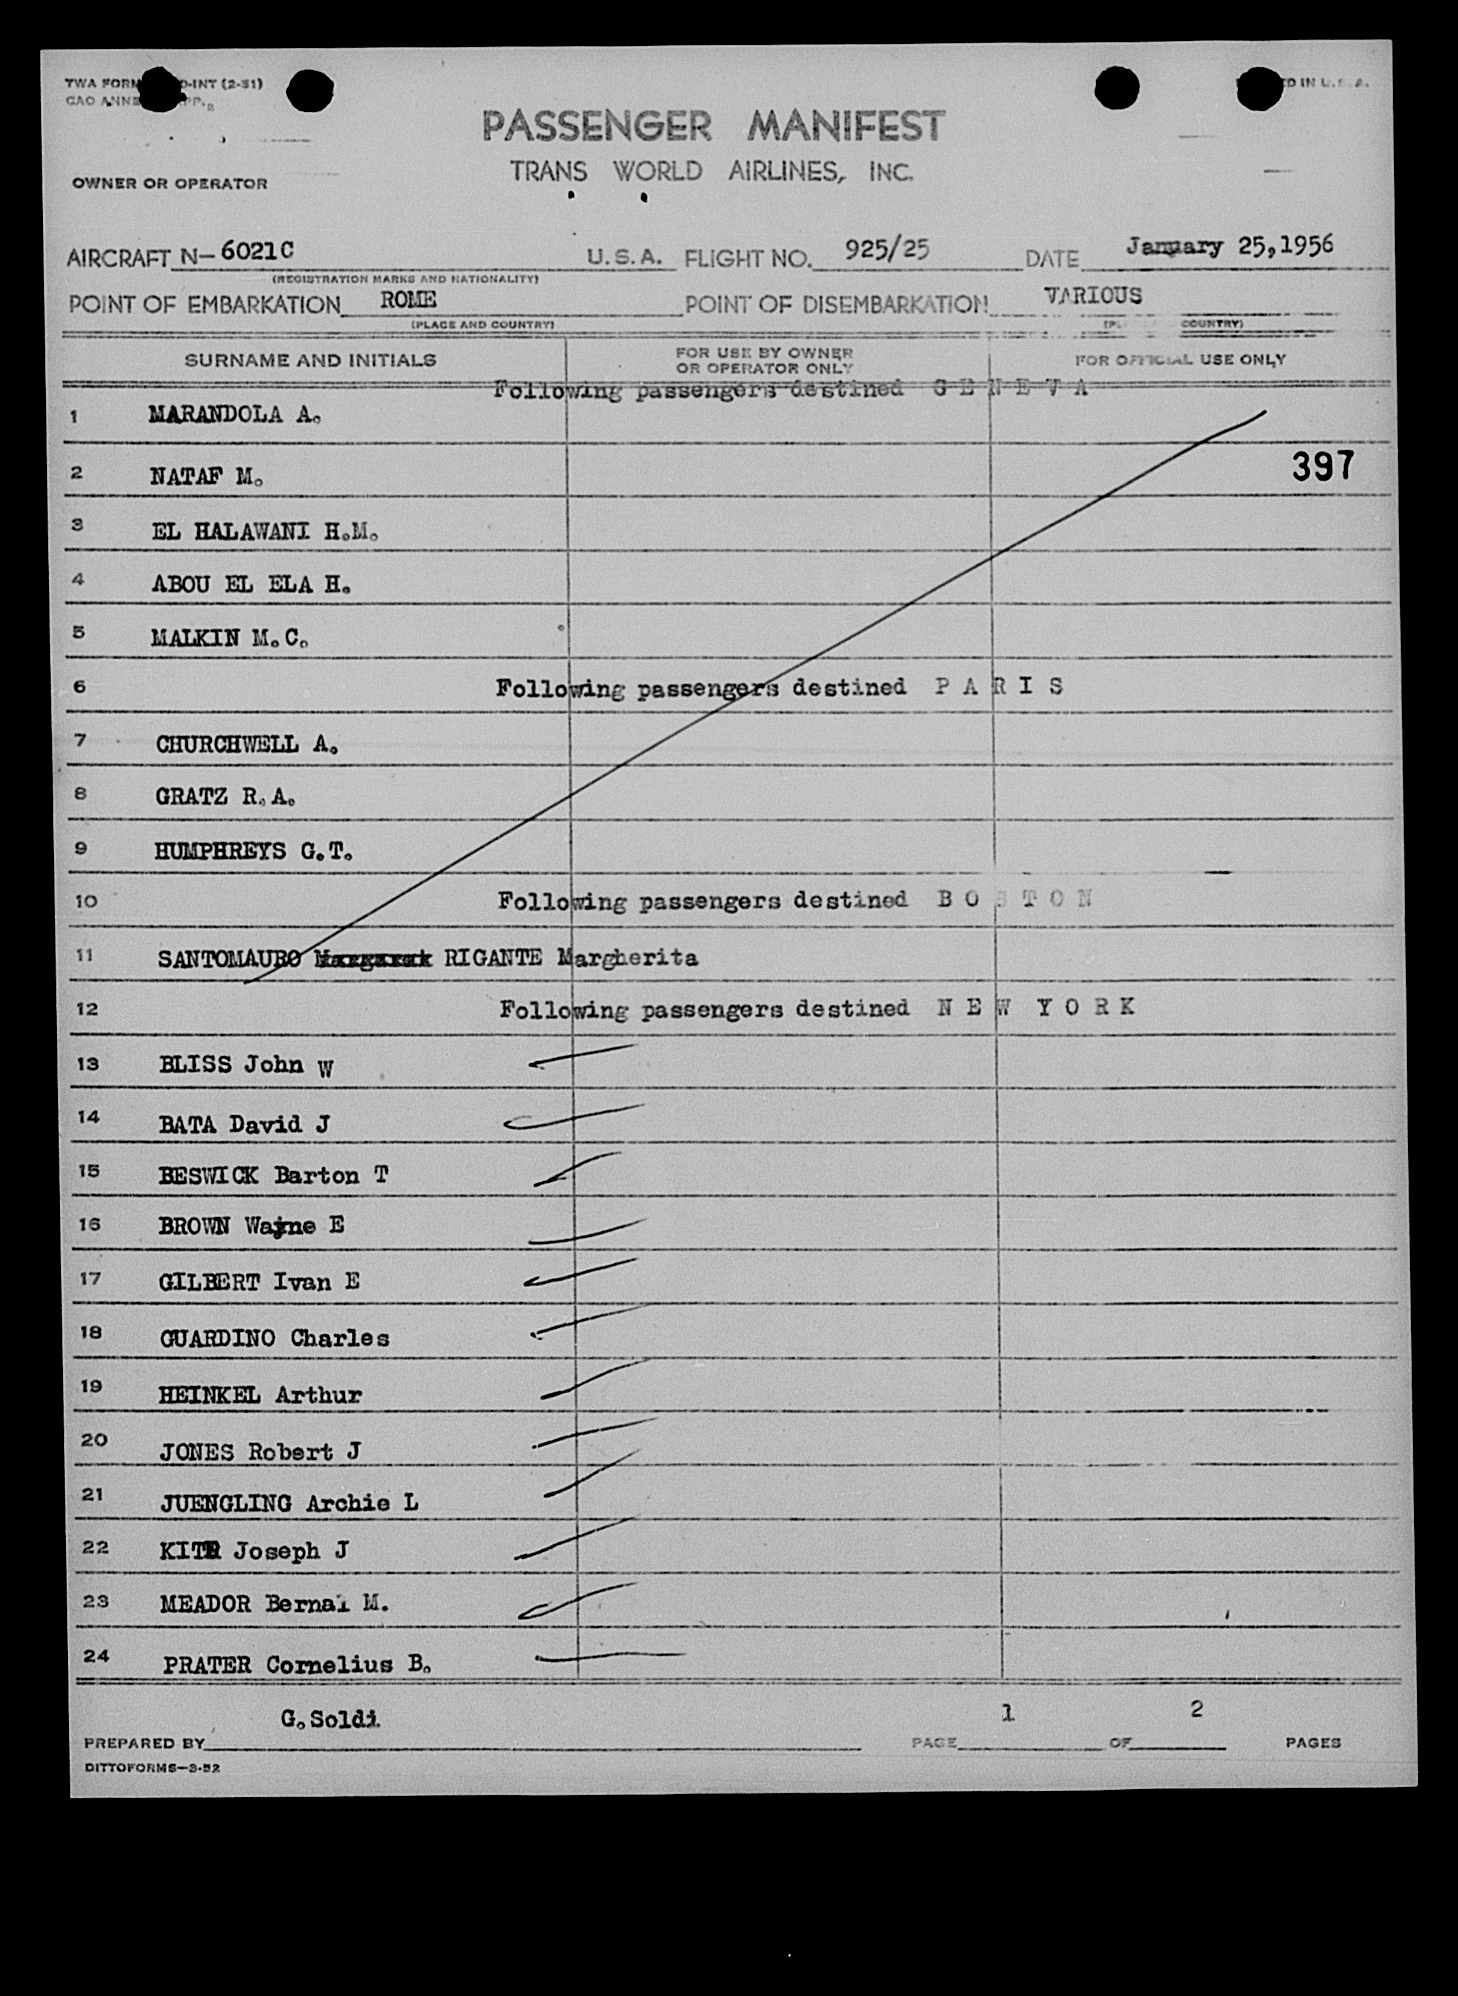 TWA FORM -INT (2-51)
CAO
PASSENGER MANIFEST
TRANS WORLD AIRLINES, INC.
OWNER OR OPERATOR
AIRCRAFT N- 6021C U.S.A. FLIGHT NO. 925/25 DATE January 25,1956
(REGISTRATION MARKS AND NATIONALITY)
POINT OF EMBARKATION ROME POINT OF DISEMBARKATION VARIOUS
(PLACE AND COUNTRY) COUNTRY)
SURNAME AND INITIALS FOR USE BY OWNER OR OPERATOR ONLY FOR OFFICIAL USE ONLY
Following passengers destined G E N E V A
1 MARANDOLA A.
2 NATAF M. 397
3 EL HALAWANI H.M.
4 ABOU EL ELA H.
5 MALKIN M.C.
6 Following passengers destined P A R I S
7 CHURCHWELL A.
8 GRATZ R.A.
9 HUMPHREYS G.T.
10 Following passengers destined B O S T O N
11 SANTOMAURO RIGANTE Margherita
12 Following passengers destined N E W Y O R K
13 BLISS John W
14 BATA David J
15 BESWICK Barton T
16 BROWN Wayne E
17 GILBERT Ivan E
18 GUARDINO Charles
19 HEINKEL Arthur
20 JONES Robert J
21 JUENGLING Archie L
22 Joseph J
23 MEADOR Bernal M.
24 PRATER Cornelius B.
G.Soldi 1 2
PREPARED BY PAGE OF PAGES
DITTOFORMS-3-52